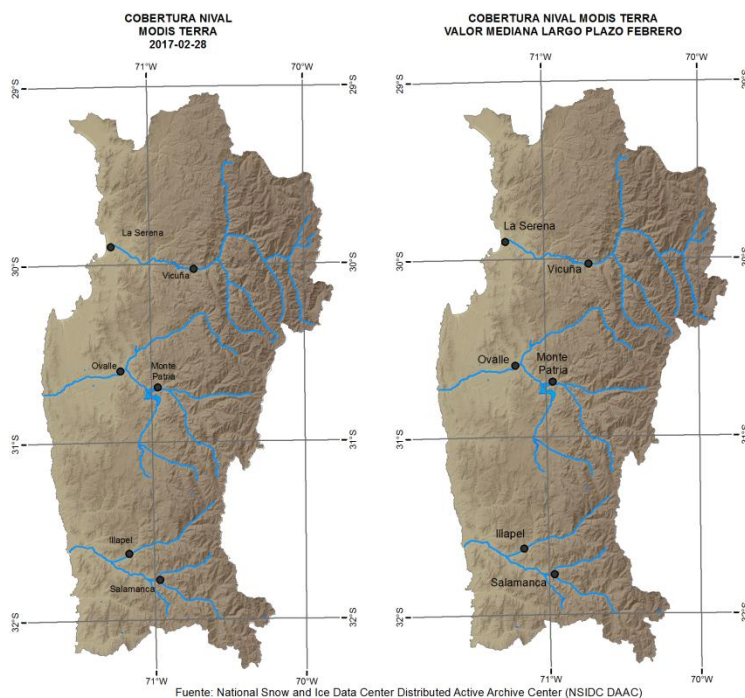 COBERTURA NIVAL
MODIS TERRA
2017-02-28
71°W
70°W
29°S
La Serena
30°S
Vicuña
Ovalle
Monte
Patria
31°S
31°S
Illapel
Salamanca
32°S
71°W
70°W
COBERTURA NIVAL MODIS TERRA
VALOR MEDIANA LARGO PLAZO FEBRERO
71°W
70°W
29°S
29°S
La Serena
30°S
30°S
Vicuña
Ovalle
Monte
Patria
31°S
31°S
Illapel
Salamanca
32°S
32°S
71°W
70°W
Fuente: National Snow and Ice Data Center Distributed Active Archive Center (NSIDC DAAC)